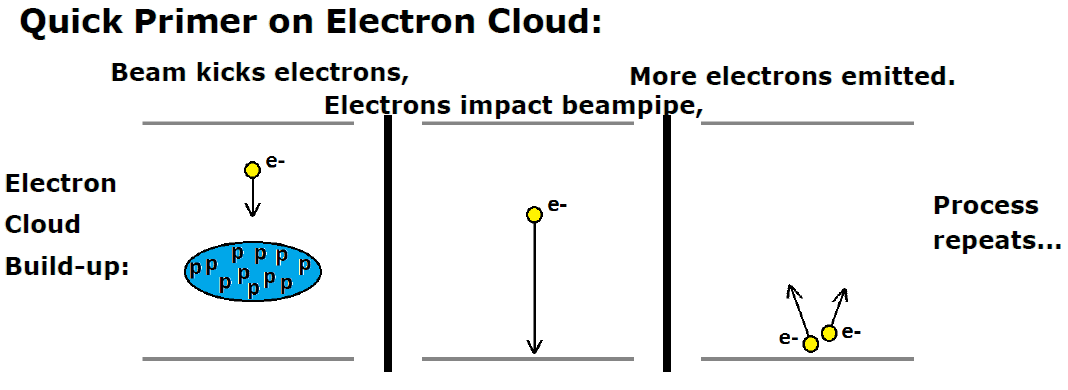 Quick Primer on Electron Cloud:
Beam kicks electrons,
Electrons impact beampipe,
More electrons emitted.
Electron
Cloud
Build-up:
e-
p p p p p p p p p p p
e-
e- e-
Process
repeats...